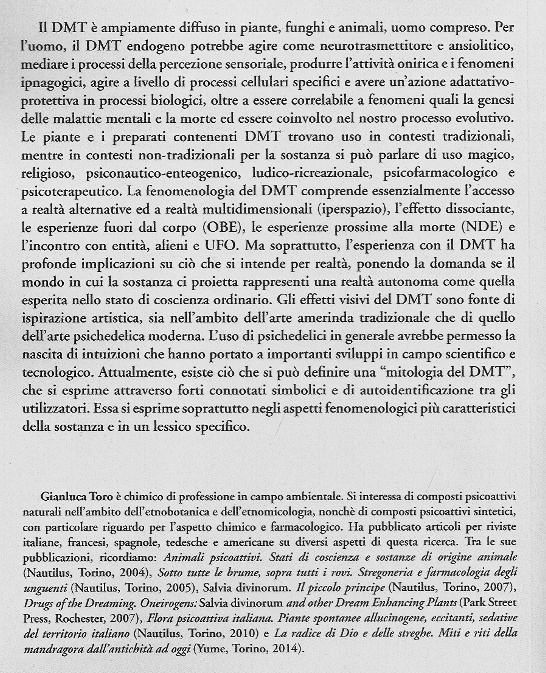 Il DMT è ampiamente diffuso in piante, funghi e animali, uomo compreso. Per
l'uomo, il DMT endogeno potrebbe agire come neurotrasmettitore e ansiolitico,
mediare i processi della percezione sensoriale, produrre l'attività onirica e i fenomeni
ipnagogici, agire a livello di processi cellulari specifici e avere un'azione adattativo-
protettiva in processi biologici, oltre a essere correlabile a fenomeni quali la genesi
delle malattie mentali e la morte ed essere coinvolto nel nostro processo evolutivo.
Le piante e i preparati contenenti DMT trovano uso in contesti tradizionali,
mentre in contesti non-tradizionali per la sostanza si può parlare di uso magico,
religioso, psiconautico-enteogenico, ludico-ricreazionale, psicofarmacologico e
psicoterapeutico. La fenomenologia del DMT comprende essenzialmente l'accesso
a realtà alternative ed a realtà multidimensionali (iperspazio), l'effetto dissociante,
le esperienze fuori dal corpo (OBE), le esperienze prossime alla morte (NDE) e
l'incontro con entità, alieni e UFO. Ma soprattutto, l'esperienza con il DMT ha
profonde implicazioni su ciò che si intende per realtà, ponendo la domanda se il
mondo in cui la sostanza ci proietta rappresenti una realtà autonoma come quella
esperita nello stato di coscienza ordinario. Gli effetti visivi del DMT sono fonte di
ispirazione artistica, sia nell'ambito dell'arte amerinda tradizionale che di quello
dell'arte psichedelica moderna. L'uso di psichedelici in generale avrebbe permesso la
nascita di intuizioni che hanno portato a importanti sviluppi in campo scientifico e
tecnologico. Attualmente, esiste ciò che si può definire una "mitologia del DMT",
che si esprime attraverso forti connotati simbolici e di autoidentificazione tra gli
utilizzatori. Essa si esprime soprattutto negli aspetti fenomenologici più caratteristici
della sostanza e in un lessico specifico.
Gianluca Toro è chimico di professione in campo ambientale. Si interessa di composti psicoattivi
naturali nell'ambito dell'etnobotanica e dell'etnomicologia, nonchè di composti psicoattivi sintetici,
con particolare riguardo per l'aspetto chimico e farmacologico. Ha pubblicato articoli per riviste
italiane, francesi, spagnole, tedesche e americane su diversi aspetti di questa ricerca. Tra le sue
pubblicazioni, ricordiamo: Animali psicoattivi. Stati di coscienza e sostanze di origine animale
(Nautilus, Torino, 2004), Sotto tutte le brume, sopra tutti i rovi. Stregoneria e farmacologia degli
unguenti (Nautilus, Torino, 2005), Salvia divinorum. Il piccolo principe (Nautilus, Torino, 2007),
Drugs of the Dreaming. Oneirogens: Salvia divinorum and other Dream Enhancing Plants (Park Street
Press, Rochester, 2007), Flora psicoattiva italiana. Piante spontanee allucinogene, eccitanti, sedative
del territorio italiano (Nautilus, Torino, 2010) e La radice di Dio e delle streghe. Miti e riti della
mandragora dall'antichità ad oggi (Yume, Torino, 2014).